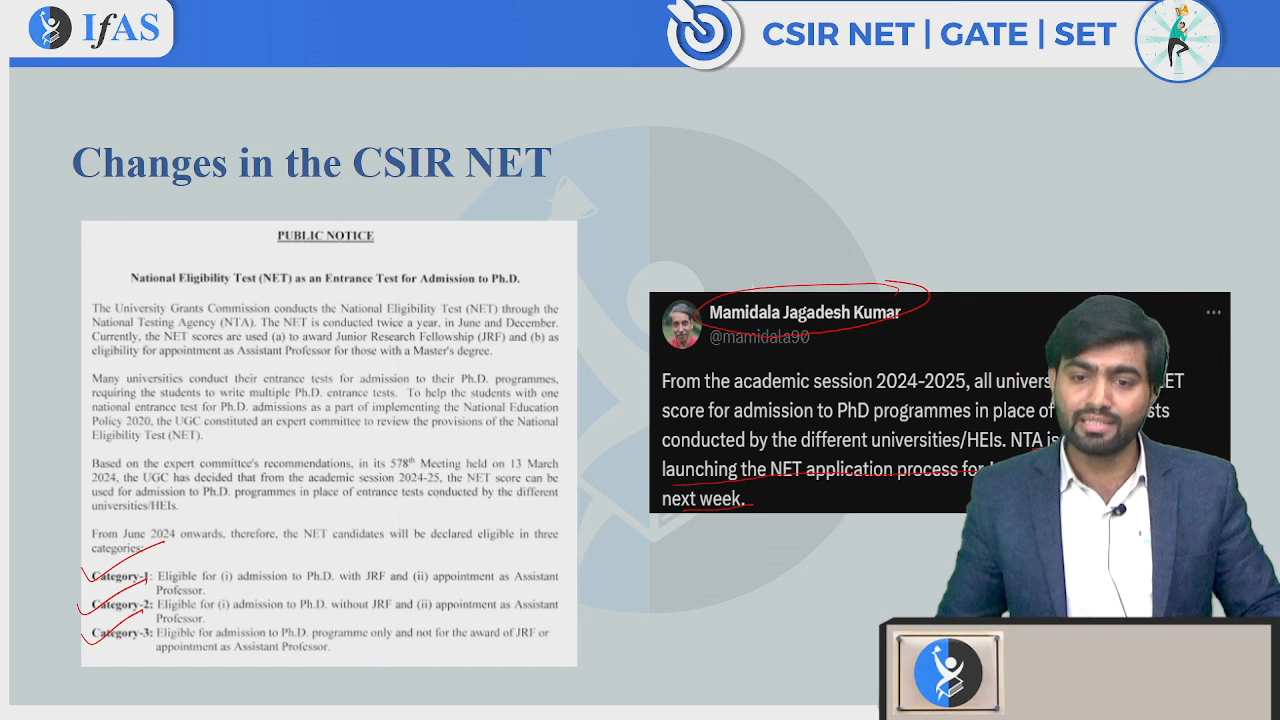 IfAS
CSIR NET | GATE | SET
Changes in the CSIR NET
PUBLIC NOTICE
National Eligibility Test (NET) as an Entrance Test for Admission to Ph.D.
The University Grants Commission conducts the National Eligibility Test (NET) through the
National Testing Agency (NTA). The NET is conducted twice a year, in June and December.
Currently, the NET scores are used (a) to award Junior Research Fellowship (JRF) and (b) as
eligibility for appointment as Assistant Professor for those with a Master's degree.
Many universities conduct their entrance tests for admission to their Ph.D. programmes,
requiring the students to write multiple Ph.D. entrance tests. To help the students with one
national entrance test for Ph.D. admissions as a part of implementing the National Education
Policy 2020, the UGC constituted an expert committee to review the provisions of the National
Eligibility Test (NET).
Based on the expert committee's recommendations, in its 578th Meeting held on 13 March
2024, the UGC has decided that from the academic session 2024-25, the NET score can be
used for admission to Ph.D. programmes in place of entrance tests conducted by the different
universities/HEIs.
From June 2024 onwards, therefore, the NET candidates will be declared eligible in three
categories:
Category-1: Eligible for (i) admission to Ph.D. with JRF and (ii) appointment as Assistant
Professor.
Category-2: Eligible for (i) admission to Ph.D. without JRF and (ii) appointment as Assistant
Professor.
Category-3: Eligible for admission to Ph.D. programme only and not for the award of JRF or
appointment as Assistant Professor.
Mamidala Jagadesh Kumar
@mamidala90
From the academic session 2024-2025, all
score for admission to PhD programmes in place of
conducted by the different universities/HEIs. NTA is
launching the NET application process for
next week.